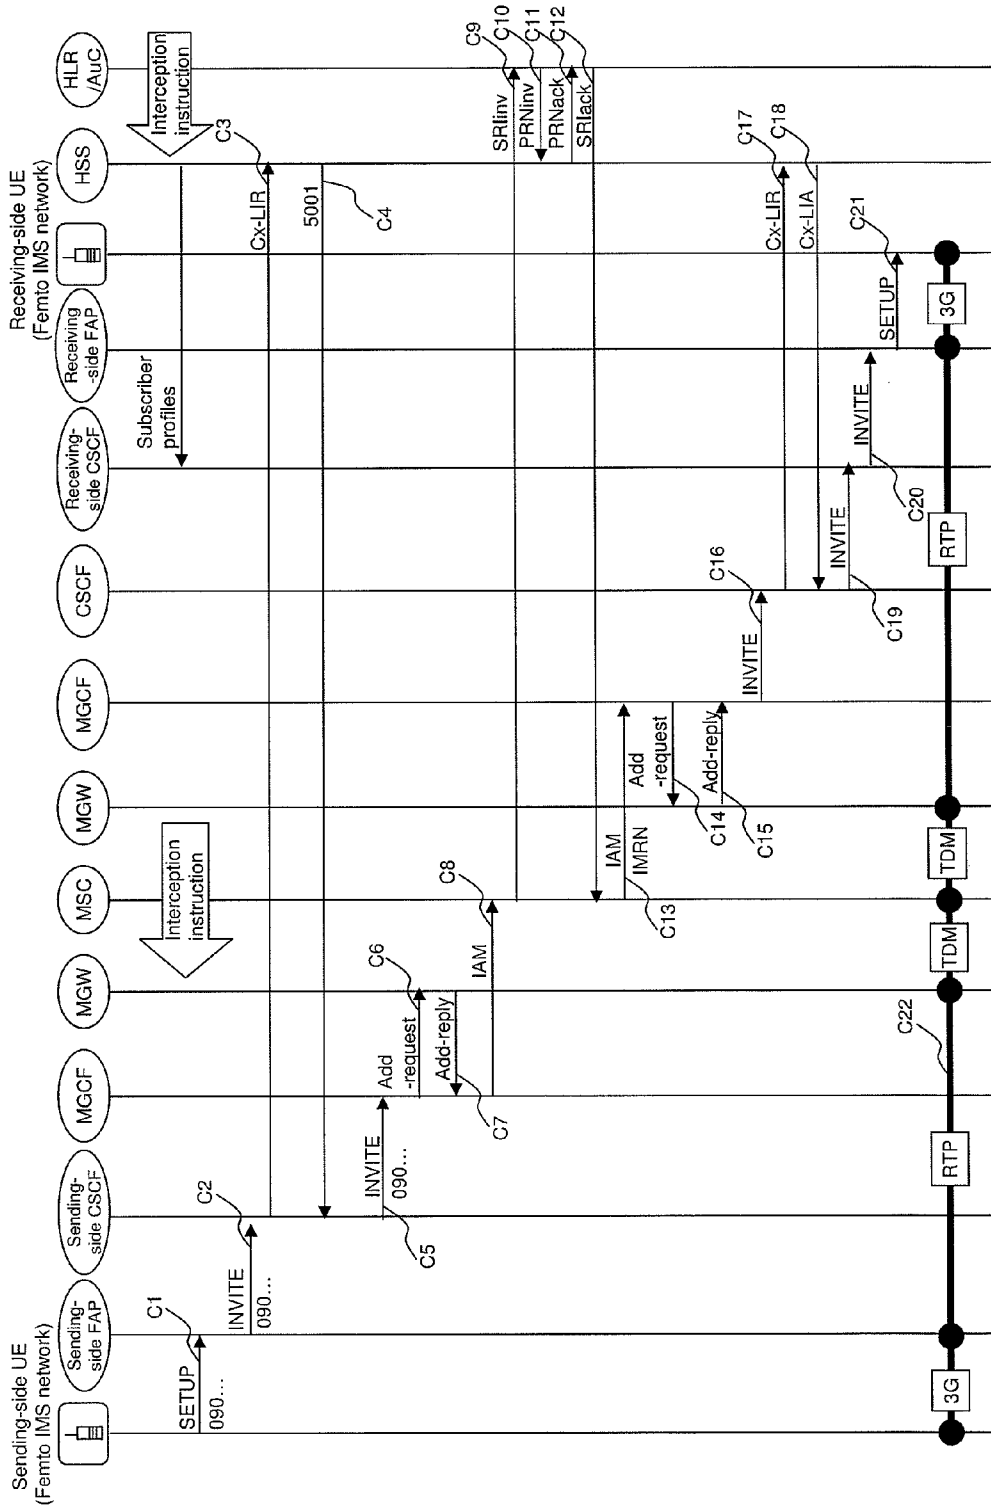 Sending-side UE
(Femto IMS network)
Receiving-side UE
(Femto IMS network)
Sending-
side FAP
Sending-
side CSCF
MGCF
MGW
MSC
MGW
MGCF
CSCF
Receiving-
side CSCF
Receiving
-side FAP
HSS
HLR
/AuC
Interception
instruction
Interception
instruction
Subscriber
profiles
SETUP
090...
C1
INVITE
090...
C2
Cx-LIR
C3
5001
C4
INVITE
090...
C5
Add
-request
C6
Add-reply
C7
IAM
C8
SRIinv
C9
PRNinv
C10
PRNack
C11
SRIack
C12
IAM
IMRN
C13
Add
-request
C14
Add-reply
C15
INVITE
C16
Cx-LIR
C17
Cx-LIA
C18
INVITE
C19
INVITE
C20
SETUP
C21
C22
3G
RTP
TDM
TDM
RTP
3G